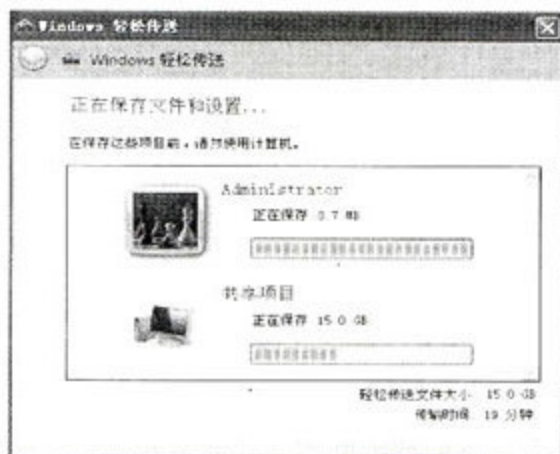 Windows 轻松传送
Windows 轻松传送
正在保存文件和设置...
在保存这些项目前，请勿使用计算机。
Administrator
正在保存 0.7 MB
共享项目
正在保存 15.0 GB
轻松传送文件大小 15.0 GB
传输时间 19 分钟